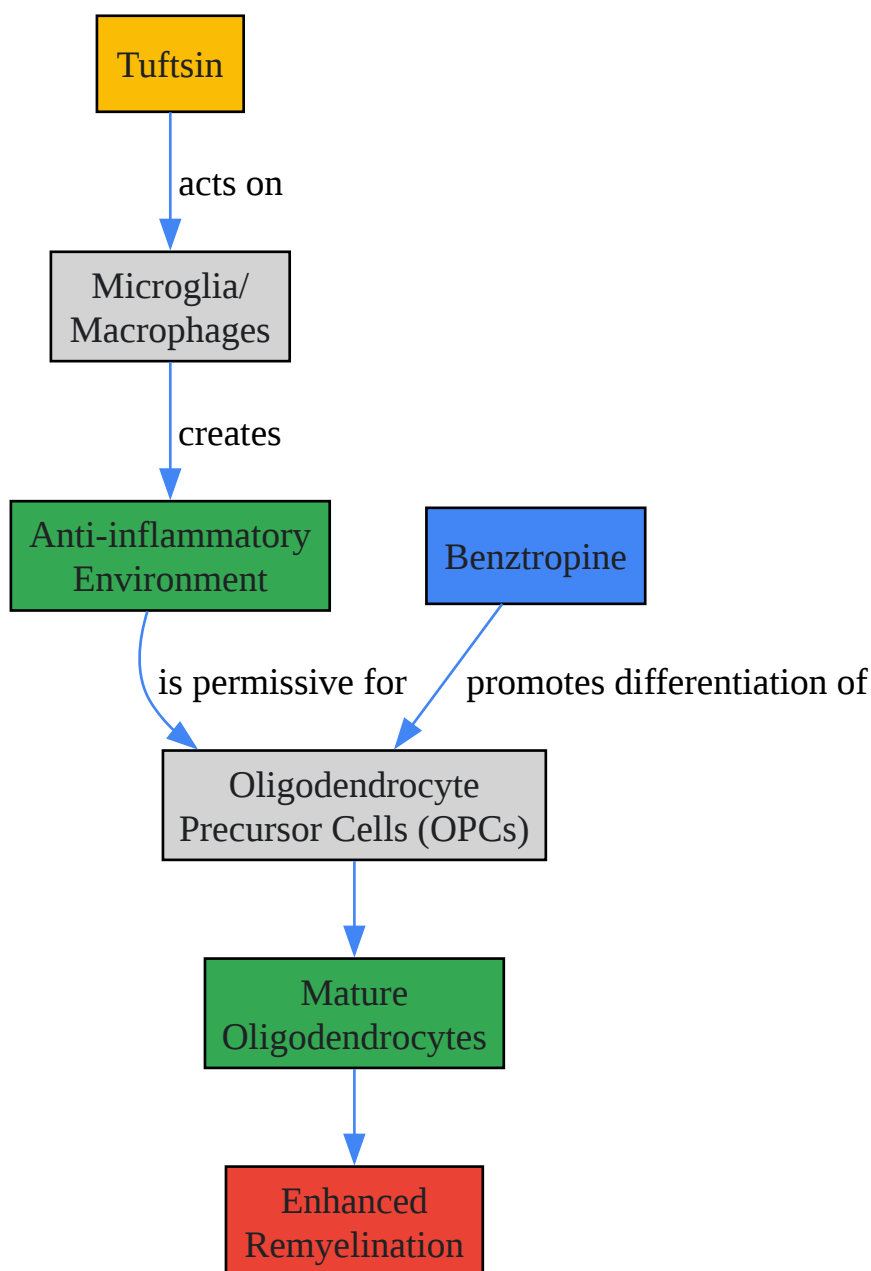 Tuftsin
acts on
Microglia/
Macrophages
creates
Anti-inflammatory
Environment
Benztropine
is permissive for
promotes differentiation of
Oligodendrocyte
Precursor Cells (OPCs)
Mature
Oligodendrocytes
Enhanced
Remyelination